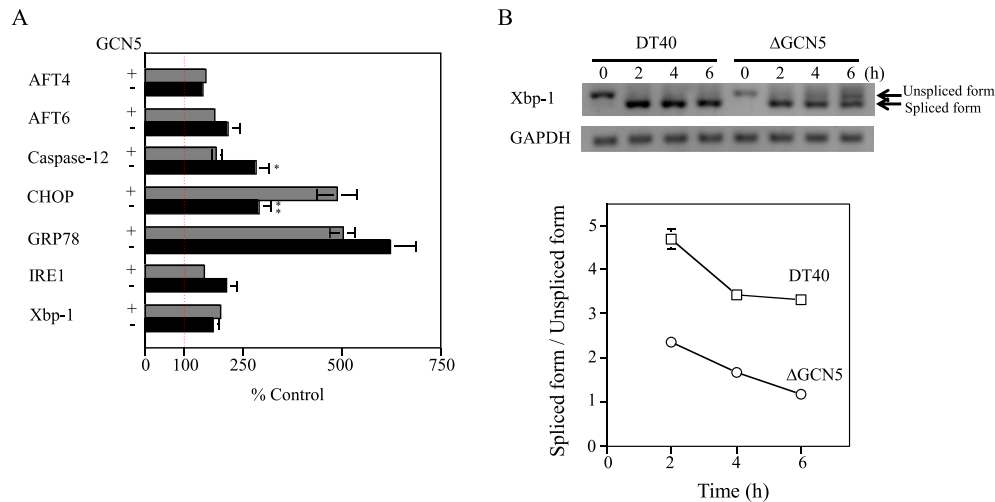 A
GCN5
AFT4
+
-
AFT6
+
-
Caspase-12
+
-
*
CHOP
+
-
*
*
GRP78
+
-
IRE1
+
-
Xbp-1
+
-
0 100 250 500 750
% Control
B
DT40 ΔGCN5
0 2 4 6 0 2 4 6 (h)
Xbp-1
Unspliced form
Spliced form
GAPDH
Spliced form / Unspliced form
5
4
3
2
1
0
DT40
ΔGCN5
0 2 4 6
Time (h)